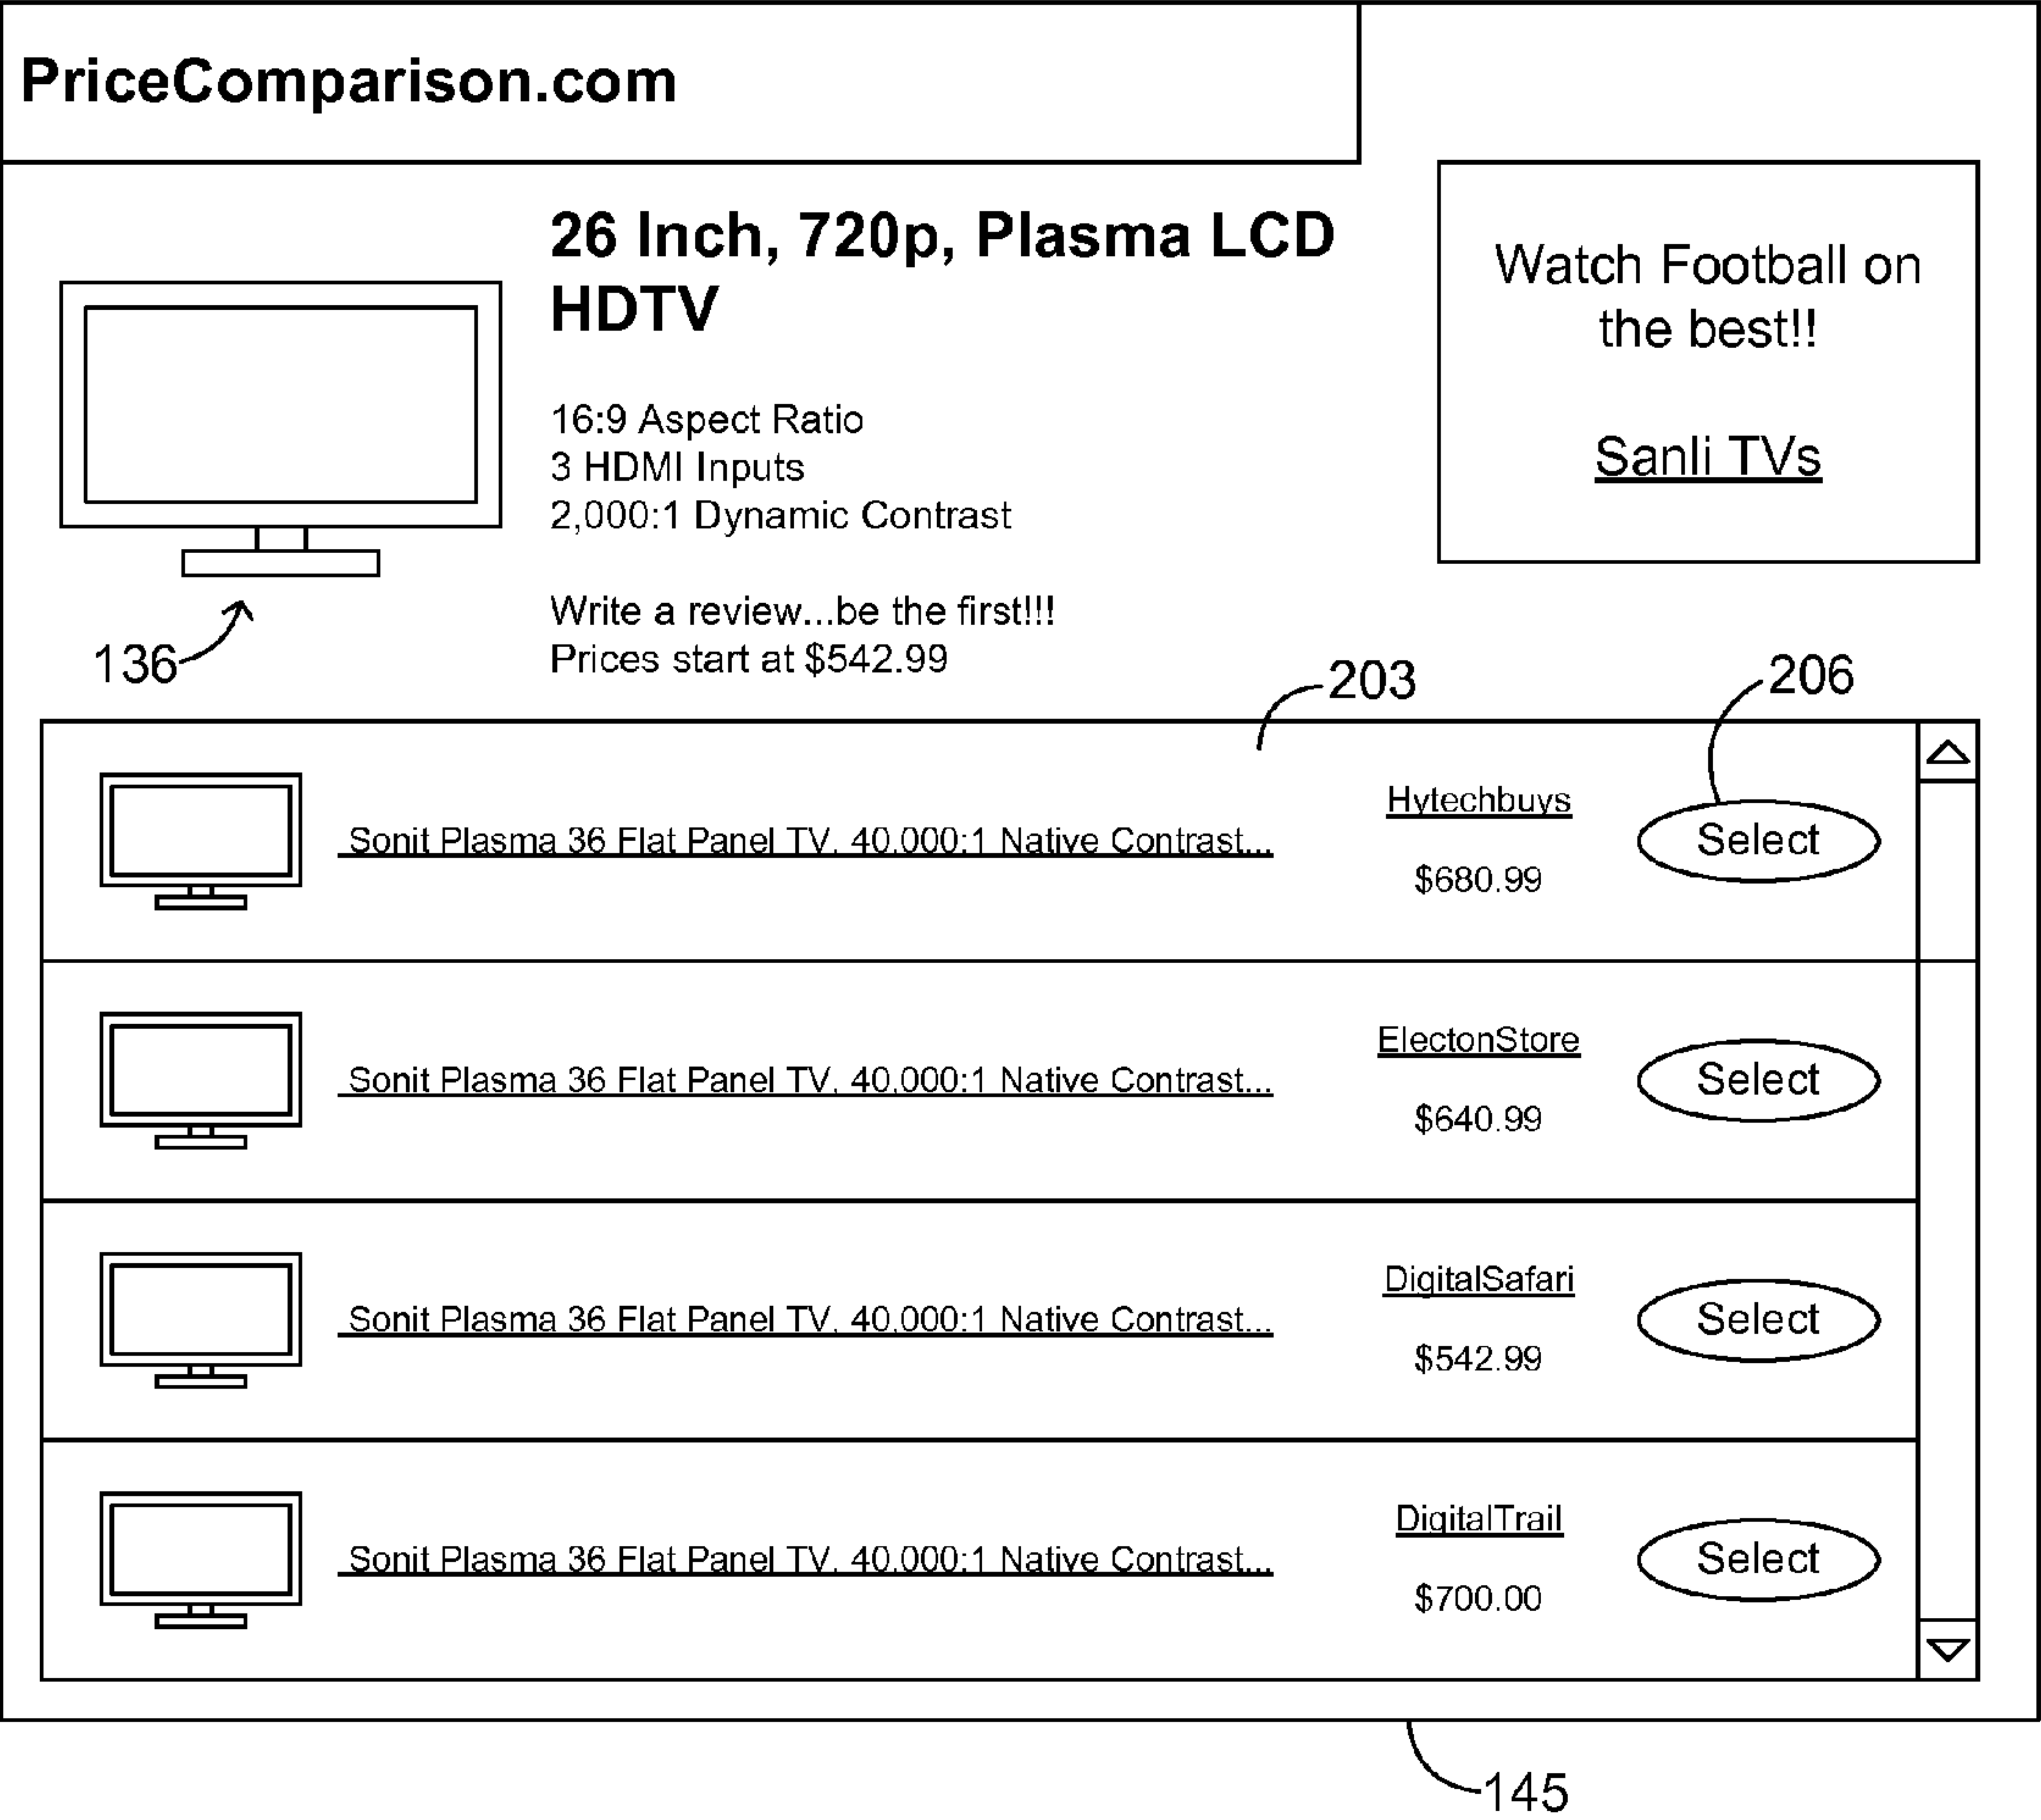 PriceComparison.com
26 Inch, 720p, Plasma LCD
HDTV
16:9 Aspect Ratio
3 HDMI Inputs
2,000:1 Dynamic Contrast
Write a review...be the first!!!
Prices start at $542.99
Watch Football on
the best!!
Sanli TVs
136
203
206
Sonit Plasma 36 Flat Panel TV, 40,000:1 Native Contrast...
Hytechbuys
$680.99
Select
Sonit Plasma 36 Flat Panel TV, 40,000:1 Native Contrast...
ElectonStore
$640.99
Select
Sonit Plasma 36 Flat Panel TV, 40,000:1 Native Contrast...
DigitalSafari
$542.99
Select
Sonit Plasma 36 Flat Panel TV, 40,000:1 Native Contrast...
DigitalTrail
$700.00
Select
145